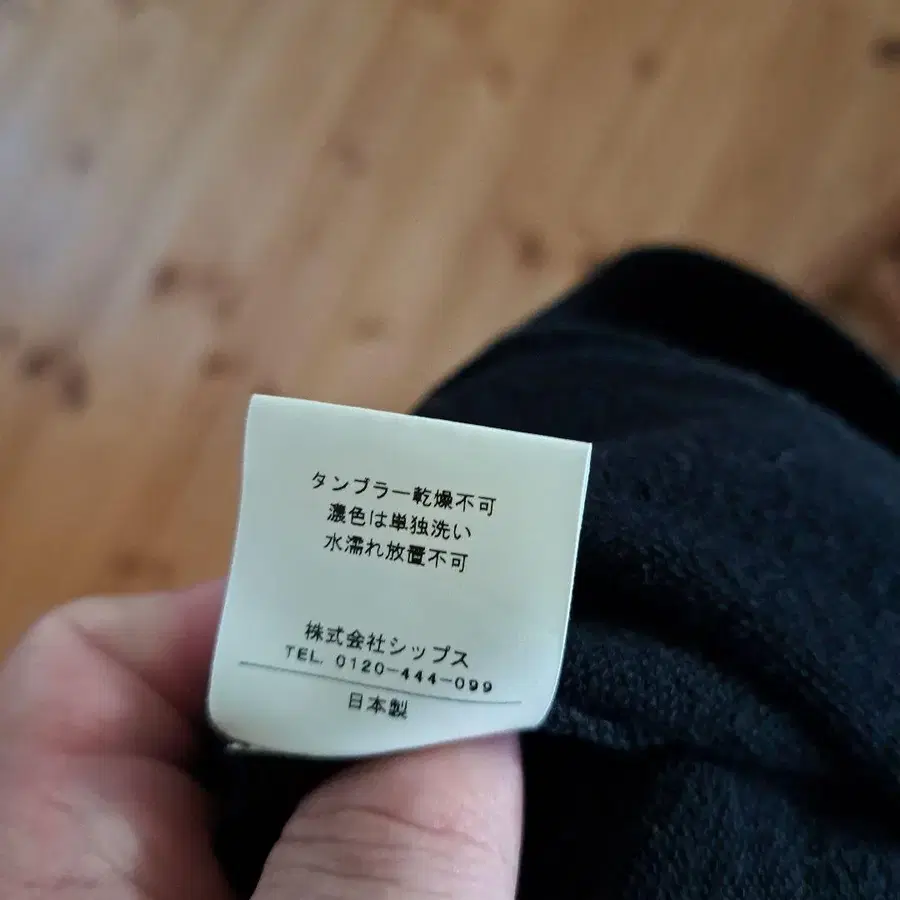 タンブラー乾燥不可
濃色は単独洗い
水濡れ放置不可
株式会社シップス
TEL. 0120-444-099
日本製